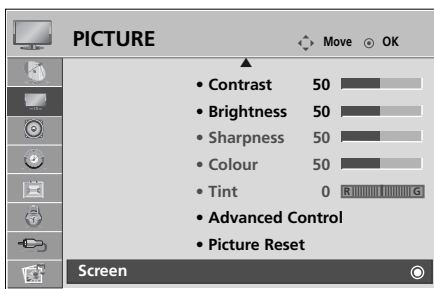 PICTURE Move OK
• Contrast 50
• Brightness 50
• Sharpness 50
• Colour 50
• Tint 0 R G
• Advanced Control
• Picture Reset
Screen